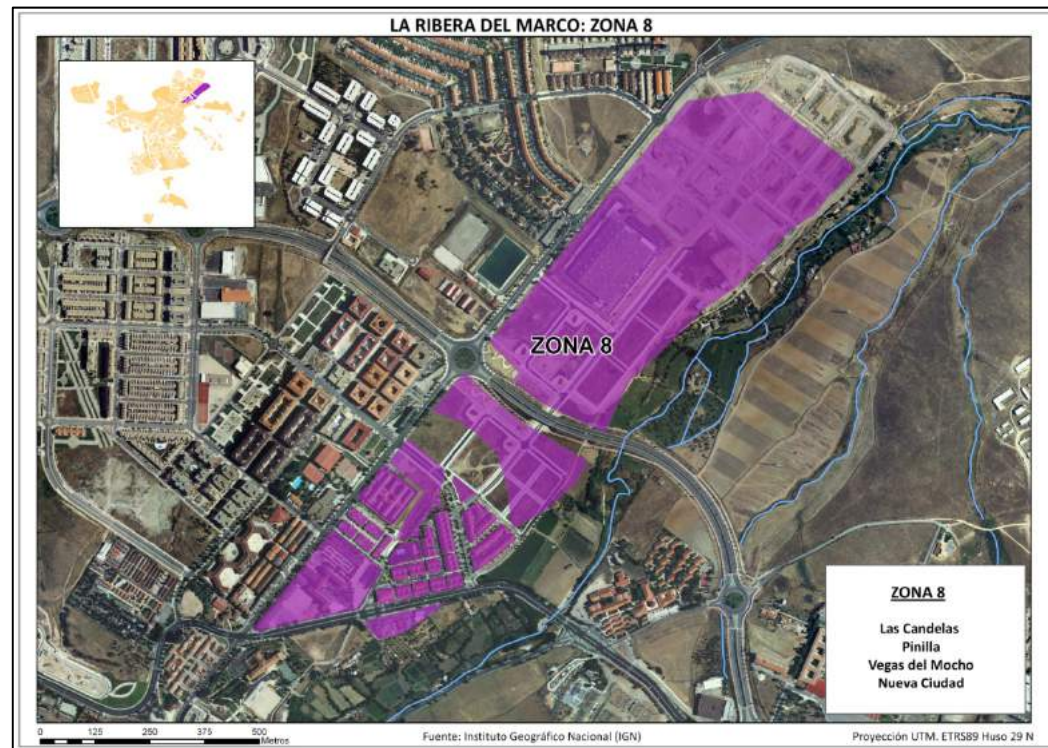 LA RIBERA DEL MARCO: ZONA 8
ZONA 8
ZONA 8
Las Candelas
Pinilla
Vegas del Mocho
Nueva Ciudad
0 125 250 375 500
Metros
Fuente: Instituto Geográfico Nacional (IGN)
Proyección UTM. ETRS89 Huso 29 N